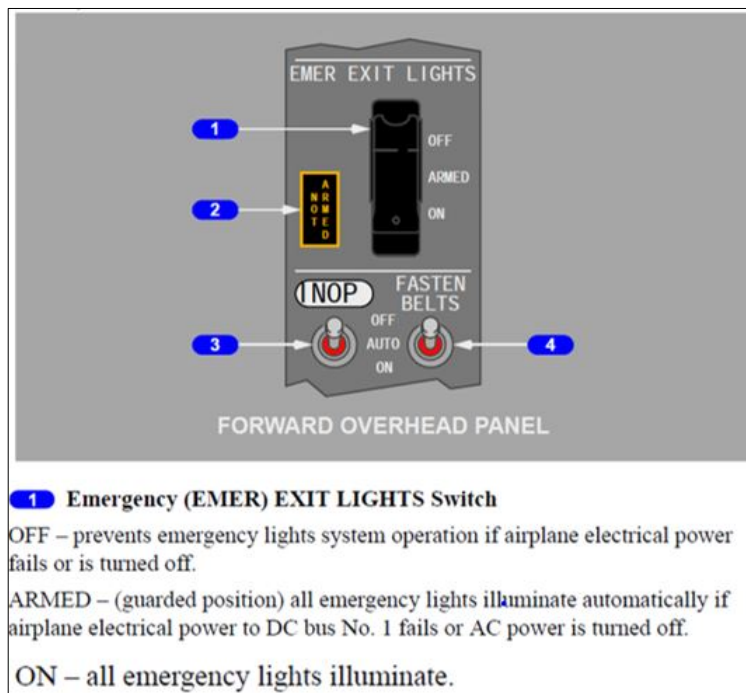 EMER EXIT LIGHTS
1
OFF
ARMED
ON
2
NOT ARMED
INOP
FASTEN
BELTS
OFF
3
AUTO
4
ON
FORWARD OVERHEAD PANEL
1 Emergency (EMER) EXIT LIGHTS Switch
OFF – prevents emergency lights system operation if airplane electrical power
fails or is turned off.
ARMED – (guarded position) all emergency lights illuminate automatically if
airplane electrical power to DC bus No. 1 fails or AC power is turned off.
ON – all emergency lights illuminate.